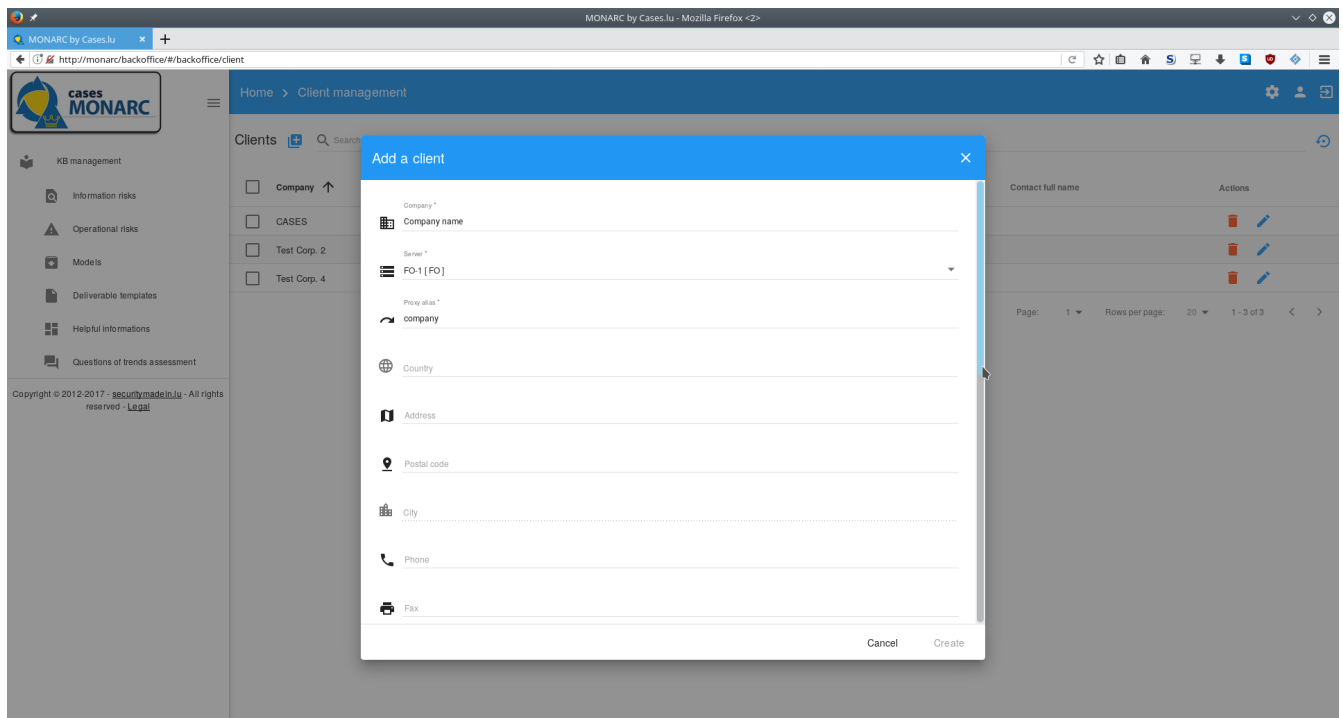 MONARC by Cases.lu - Mozilla Firefox <2>
MONARC by Cases.lu
http://monarc/backoffice/#/backoffice/client
cases
MONARC
Home > Client management
Clients
Search
KB management
Information risks
Operational risks
Models
Deliverable templates
Helpful informations
Questions of trends assessment
Copyright © 2012-2017 - securitymadein.lu - All rights
reserved - Legal
Company
Contact full name
Actions
CASES
Test Corp. 2
Test Corp. 4
Page: 1 Rows per page: 20 1 - 3 of 3
Add a client
Company *
Company name
Server *
FO-1 [ FO ]
Proxy alias *
company
Country
Address
Postal code
City
Phone
Fax
Cancel
Create